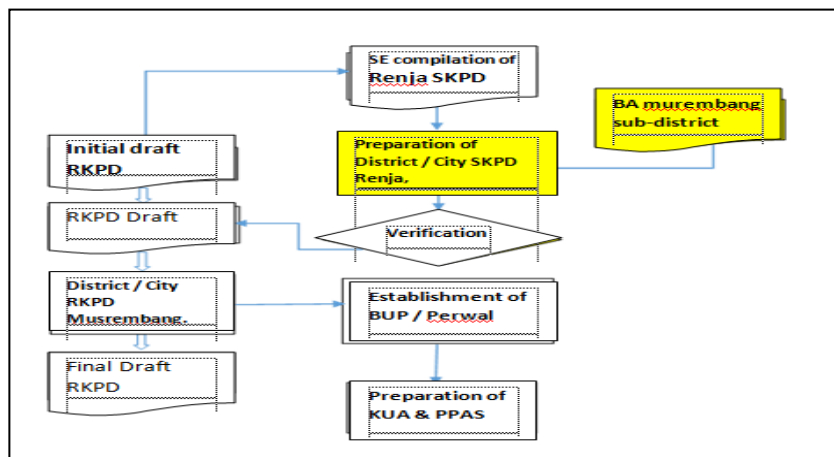 SE compilation of
Renja SKPD
BA murembang
sub-district
Initial draft
RKPD
Preparation of
District / City SKPD
Renja,
RKPD Draft
Verification
District / City
RKPD
Musrembang.
Establishment of
BUP / Perwal
Final Draft
RKPD
Preparation of
KUA & PPAS